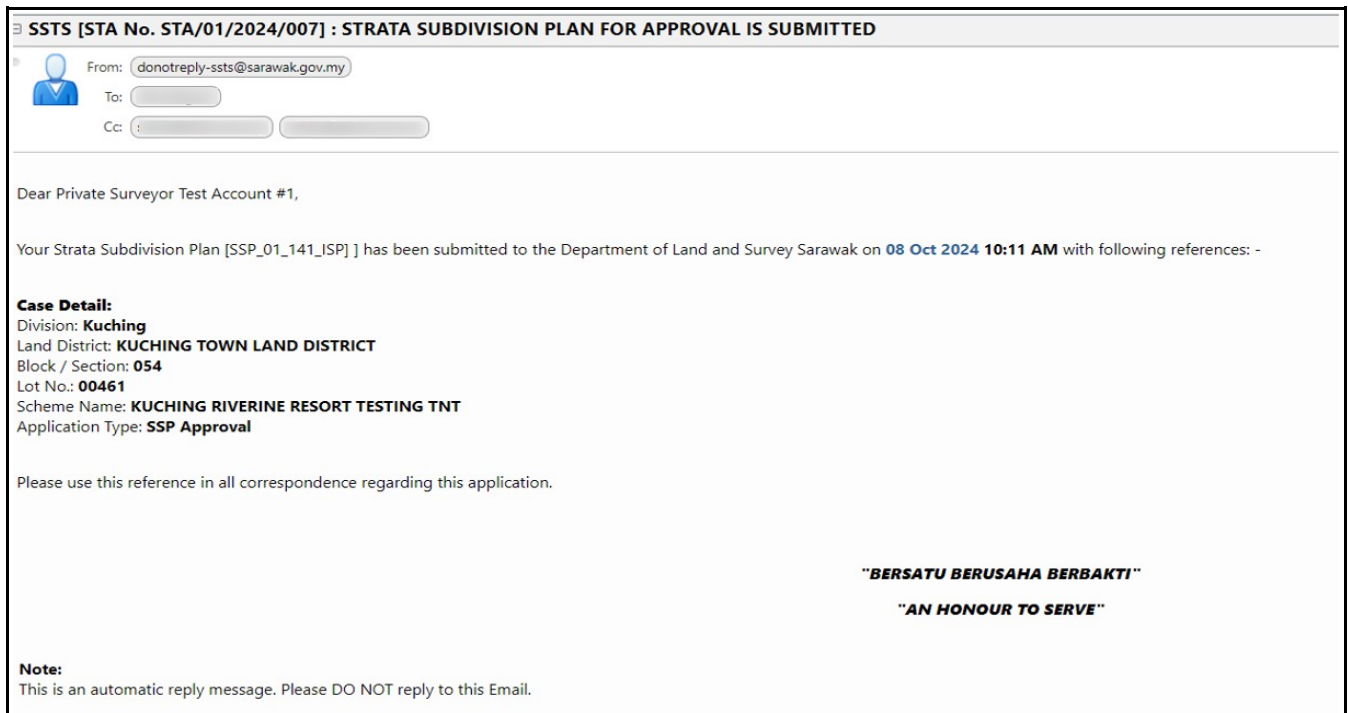 SSTS [STA No. STA/01/2024/007] : STRATA SUBDIVISION PLAN FOR APPROVAL IS SUBMITTED
From: donotreply-ssts@sarawak.gov.my
To:
Cc:
Dear Private Surveyor Test Account #1,
Your Strata Subdivision Plan [SSP_01_141_ISP] ] has been submitted to the Department of Land and Survey Sarawak on 08 Oct 2024 10:11 AM with following references: -
Case Detail:
Division: Kuching
Land District: KUCHING TOWN LAND DISTRICT
Block / Section: 054
Lot No.: 00461
Scheme Name: KUCHING RIVERINE RESORT TESTING TNT
Application Type: SSP Approval
Please use this reference in all correspondence regarding this application.
"BERSATU BERUSAHA BERBAKTI"
"AN HONOUR TO SERVE"
Note:
This is an automatic reply message. Please DO NOT reply to this Email.